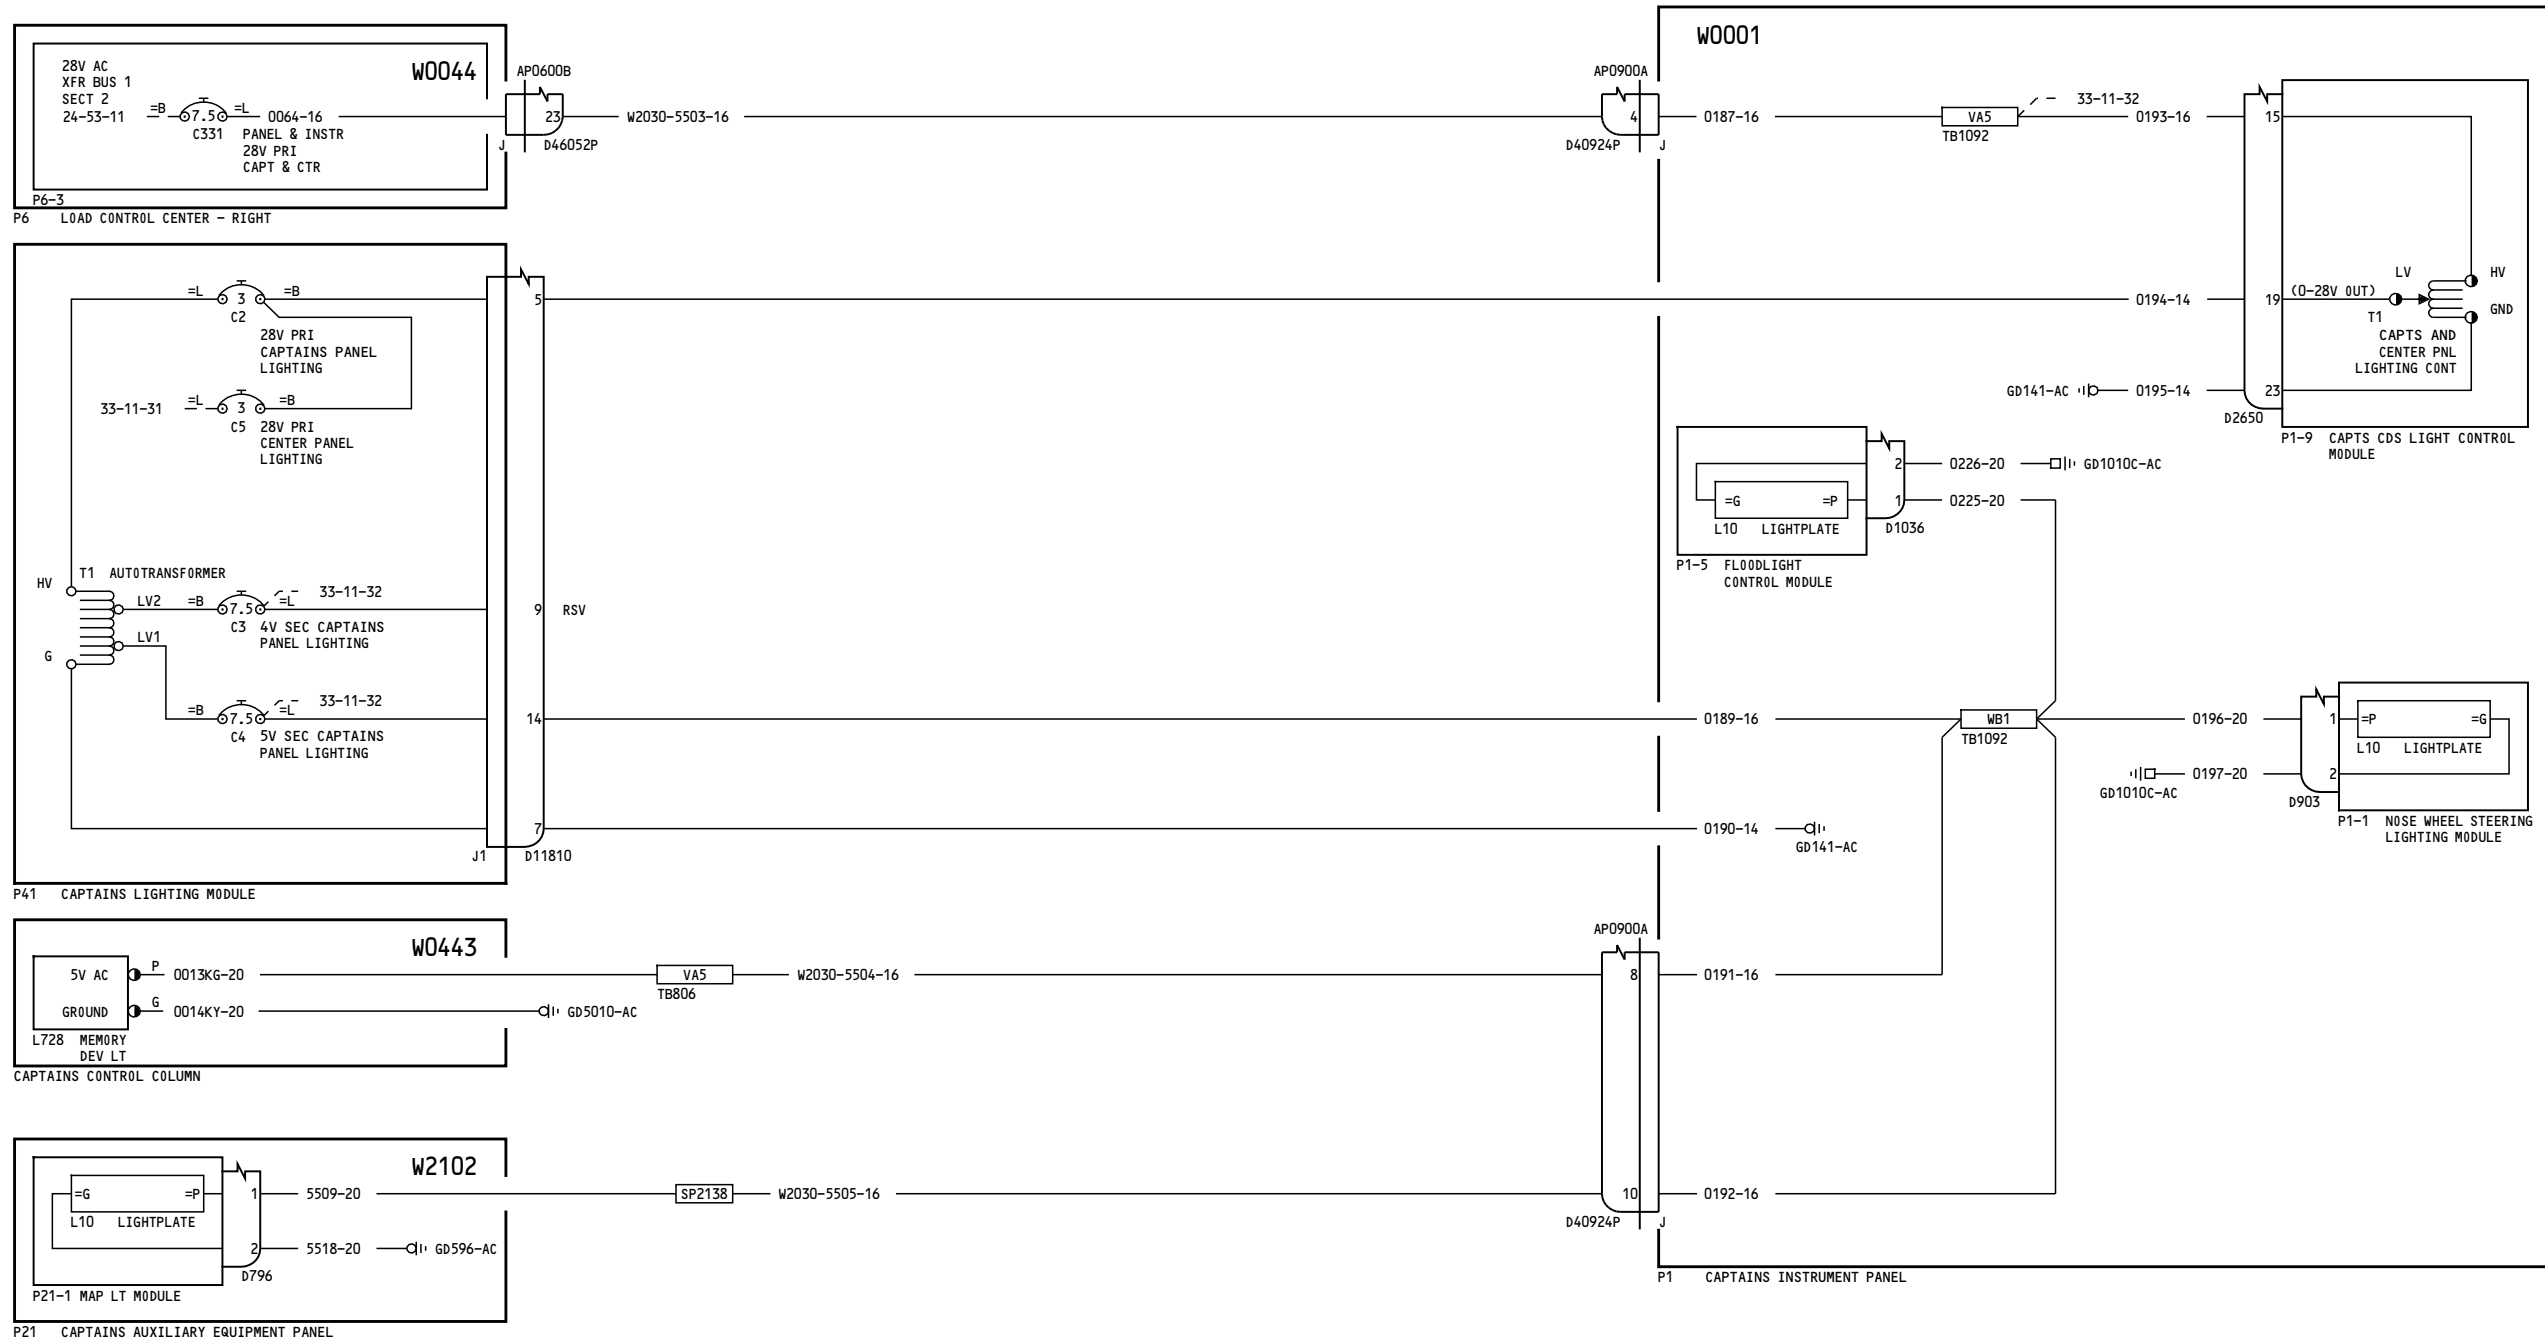 W0044
28V AC
XFR BUS 1
SECT 2
24-53-11
=B
7.5
=L
0064-16
C331
PANEL & INSTR
28V PRI
CAPT & CTR
P6-3
P6 LOAD CONTROL CENTER - RIGHT
AP0600B
23
J
D46052P
W2030-5503-16
AP0900A
4
D40924P
J
W0001
0187-16
VA5
TB1092
33-11-32
0193-16
15
0194-14
19
(0-28V OUT)
LV
HV
GND
T1
CAPTS AND
CENTER PNL
LIGHTING CONT
GD141-AC
0195-14
23
D2650
P1-9 CAPTS CDS LIGHT CONTROL
MODULE
=L
3
=B
C2
28V PRI
CAPTAINS PANEL
LIGHTING
33-11-31
=L
3
=B
C5
28V PRI
CENTER PANEL
LIGHTING
5
T1 AUTOTRANSFORMER
HV
LV2
=B
7.5
=L
33-11-32
C3
4V SEC CAPTAINS
PANEL LIGHTING
9
RSV
LV1
G
=B
7.5
=L
33-11-32
C4
5V SEC CAPTAINS
PANEL LIGHTING
14
7
J1
D11810
P41 CAPTAINS LIGHTING MODULE
=G
=P
L10 LIGHTPLATE
2
1
D1036
0226-20
GD1010C-AC
0225-20
P1-5 FLOODLIGHT
CONTROL MODULE
0189-16
WB1
TB1092
0196-20
1
=P
=G
L10 LIGHTPLATE
0197-20
2
GD1010C-AC
D903
P1-1 NOSE WHEEL STEERING
LIGHTING MODULE
0190-14
GD141-AC
W0443
5V AC
P
0013KG-20
GROUND
G
0014KY-20
GD5010-AC
L728 MEMORY
DEV LT
CAPTAINS CONTROL COLUMN
VA5
TB806
W2030-5504-16
AP0900A
8
0191-16
W2102
=G
=P
L10 LIGHTPLATE
1
5509-20
2
5518-20
GD596-AC
D796
P21-1 MAP LT MODULE
P21 CAPTAINS AUXILIARY EQUIPMENT PANEL
SP2138
W2030-5505-16
10
D40924P
J
0192-16
P1 CAPTAINS INSTRUMENT PANEL